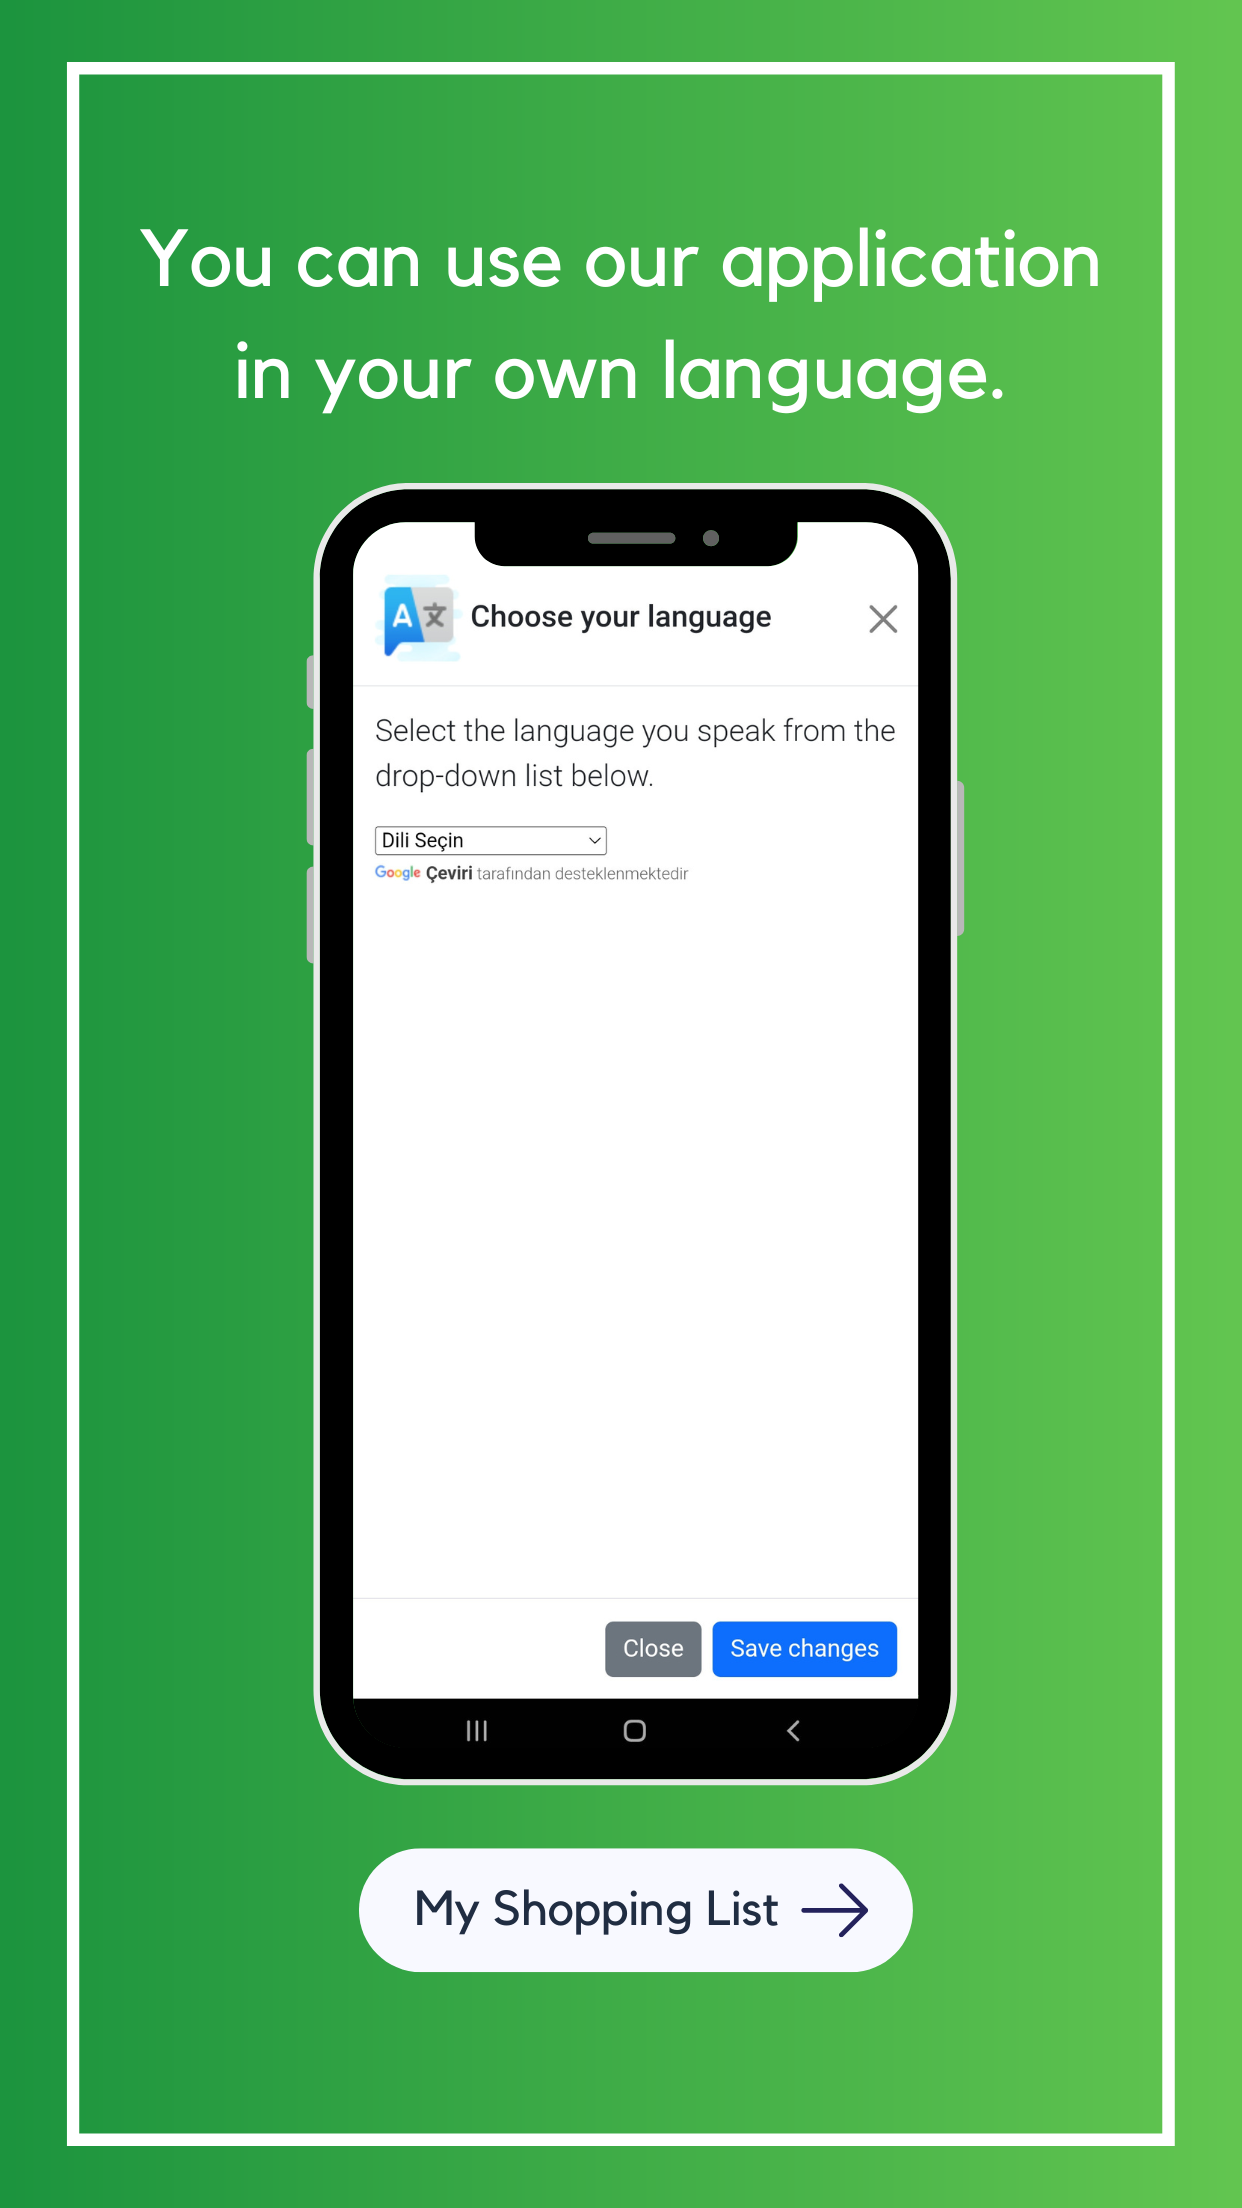 You can use our application
in your own language.
A 文
Choose your language
Select the language you speak from the
drop-down list below.
Dili Seçin
Google Çeviri tarafından desteklenmektedir
Close
Save changes
My Shopping List